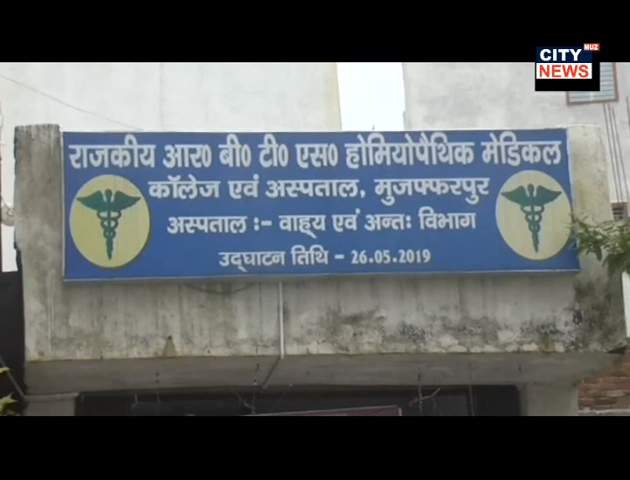 CITY MUZ
NEWS
राजकीय आर० बी० टी० एस० होमियोपैथिक मेडिकल
कॉलेज एवं अस्पताल, मुजफ्फरपुर
अस्पताल :- वाह्य एवं अन्तः विभाग
उद्घाटन तिथि - 26.05.2019